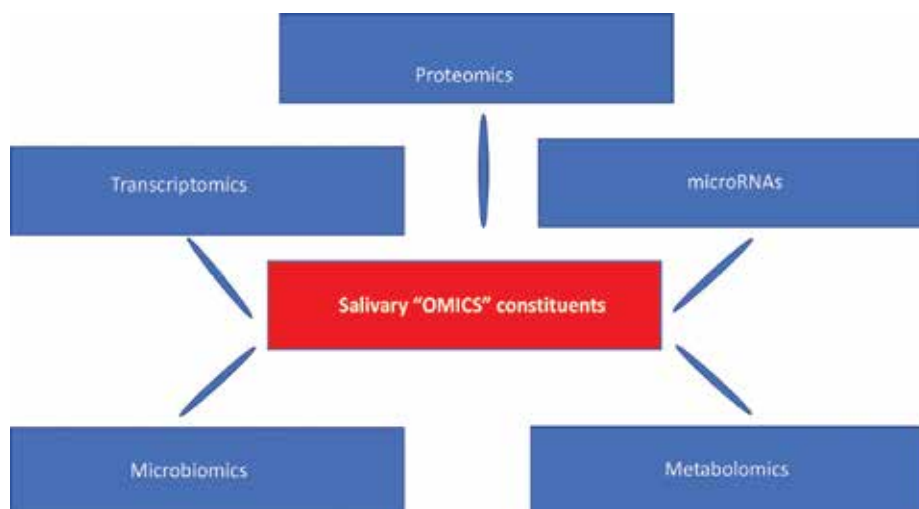 Proteomics
Transcriptomics
microRNAs
Salivary “OMICS” constituents
Microbiomics
Metabolomics